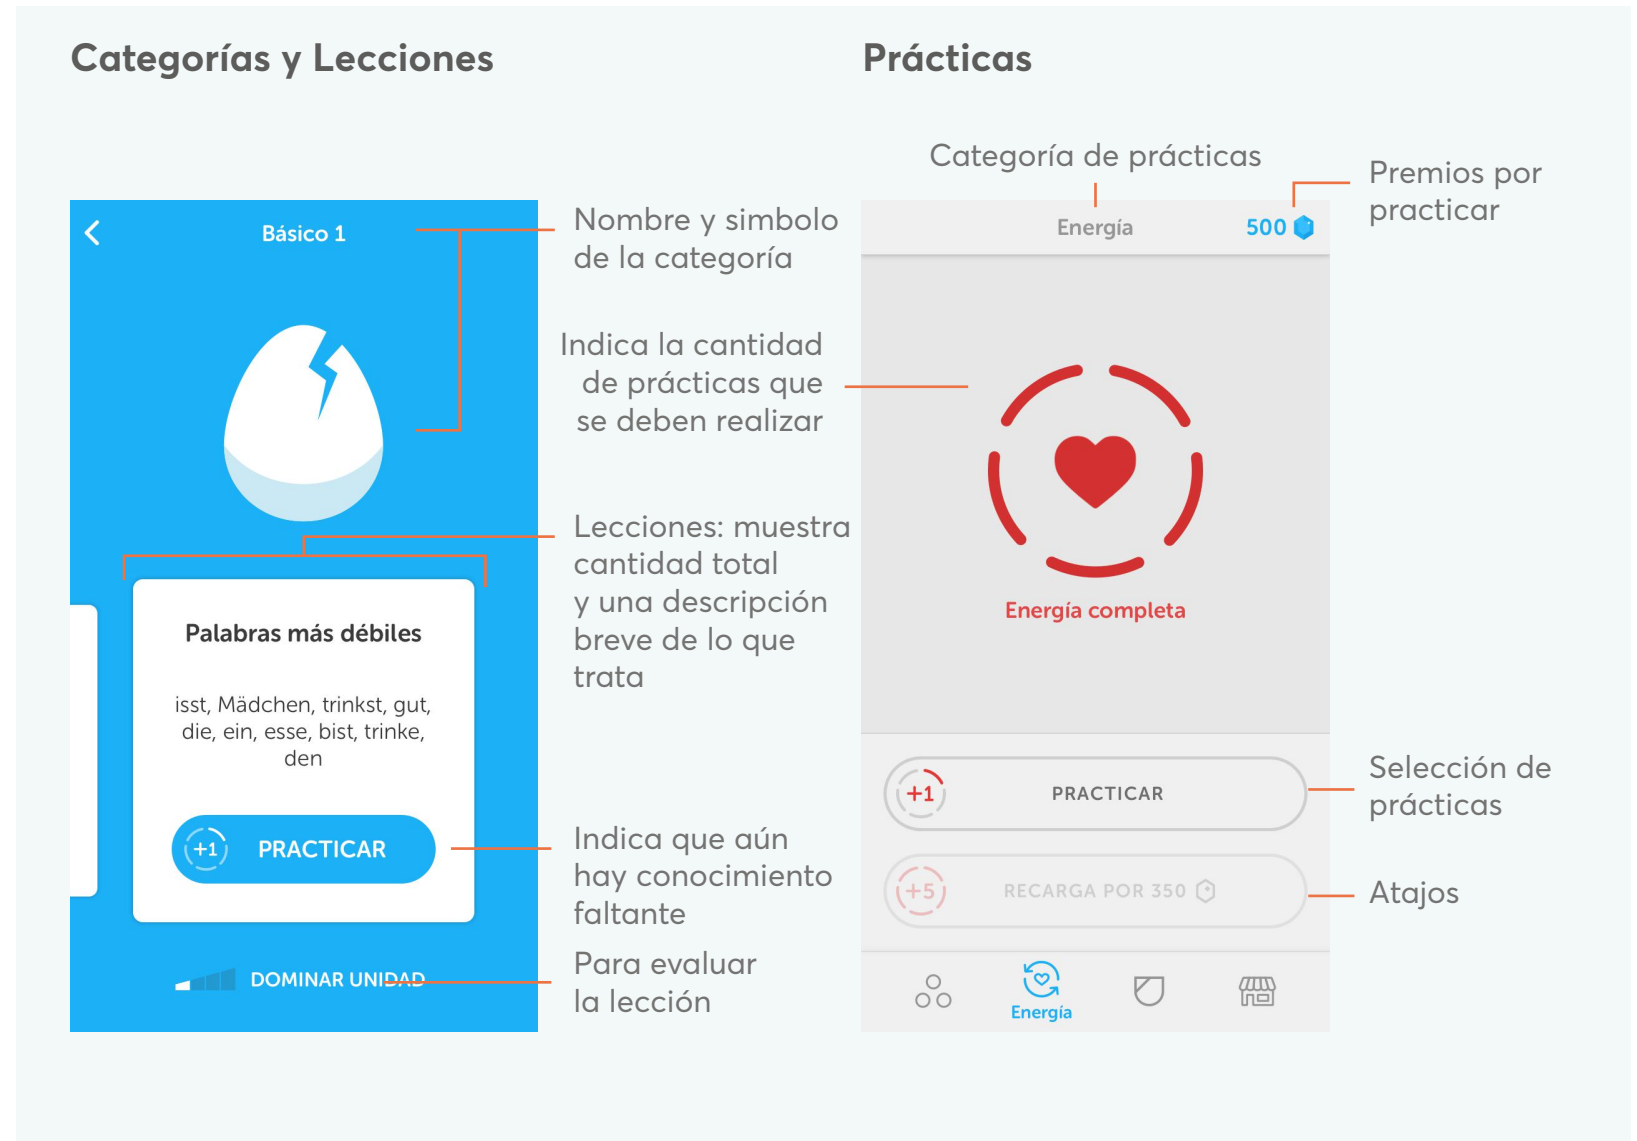 Categorías y Lecciones
Básico 1
Nombre y simbolo
de la categoría
Indica la cantidad
de prácticas que
se deben realizar
Lecciones: muestra
cantidad total
y una descripción
breve de lo que
trata
Palabras más débiles
isst, Mädchen, trinkst, gut,
die, ein, esse, bist, trinke,
den
+1 PRACTICAR
Indica que aún
hay conocimiento
faltante
DOMINAR UNIDAD
Para evaluar
la lección
Prácticas
Categoría de prácticas
Premios por
practicar
Energía
500
Energía completa
+1 PRACTICAR
Selección de
prácticas
+5 RECARGA POR 350
Atajos
Energía